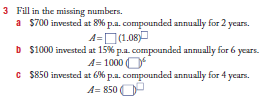 3 Fill in the missing numbers.
a $700 invested at 8% p.a. compounded annually for 2 years.
A = □(1.08)□
b $1000 invested at 15% p.a. compounded annually for 6 years.
A = 1000 (□)⁶
c $850 invested at 6% p.a. compounded annually for 4 years.
A = 850 (□)□